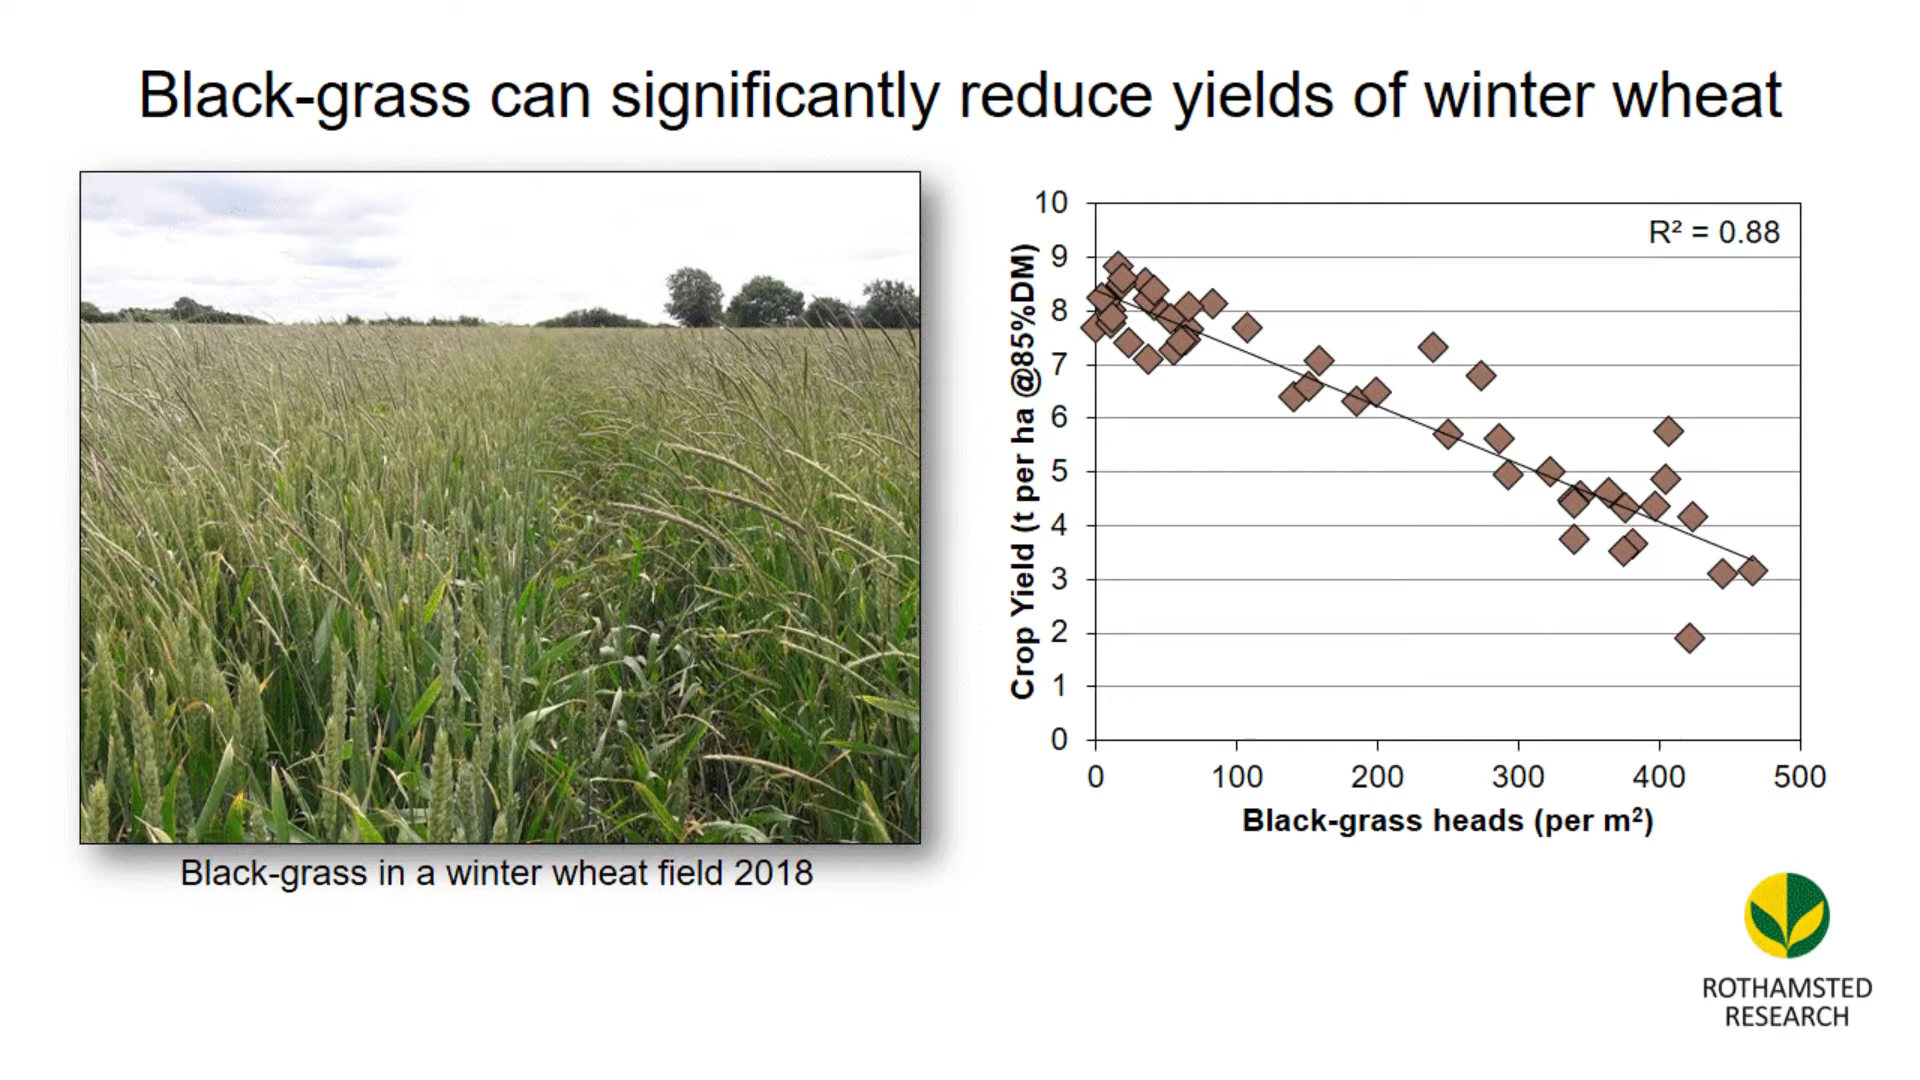 Black-grass can significantly reduce yields of winter wheat
Black-grass in a winter wheat field 2018
Crop Yield (t per ha @85%DM)
10
9
8
7
6
5
4
3
2
1
0
R² = 0.88
0 100 200 300 400 500
Black-grass heads (per m²)
ROTHAMSTED
RESEARCH